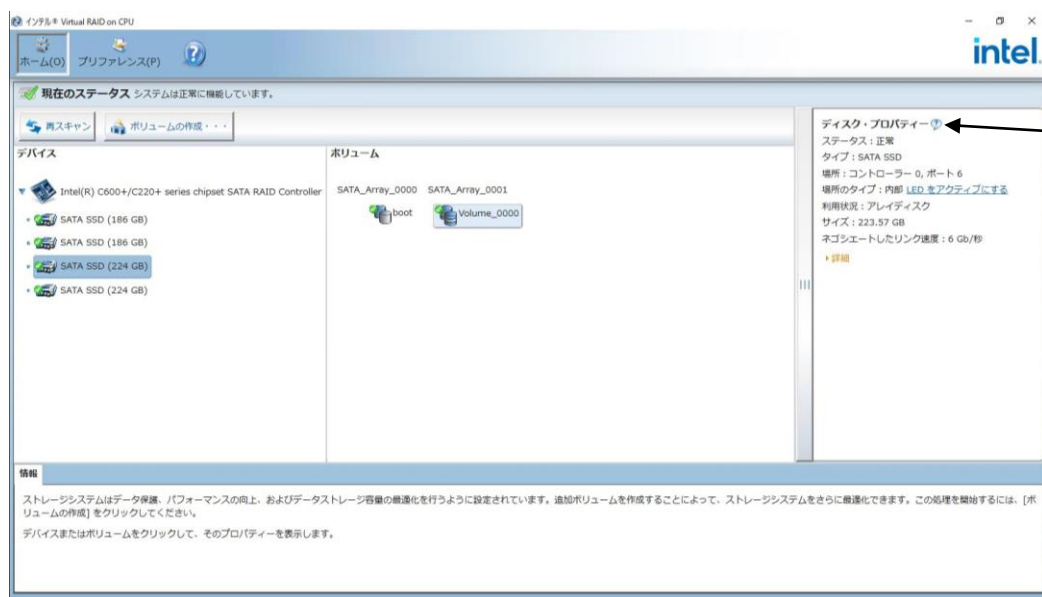 インテル® Virtual RAID on CPU
ホーム(O)
プリファレンス(P)
intel.
現在のステータス システムは正常に機能しています。
再スキャン
ボリュームの作成・・・
デバイス
Intel(R) C600+/C220+ series chipset SATA RAID Controller
SATA SSD (186 GB)
SATA SSD (186 GB)
SATA SSD (224 GB)
SATA SSD (224 GB)
ボリューム
SATA_Array_0000 SATA_Array_0001
boot
Volume_0000
ディスク・プロパティー
ステータス：正常
タイプ：SATA SSD
場所：コントローラー 0, ポート 6
場所のタイプ：内部 LED をアクティブにする
利用状況：アレイディスク
サイズ：223.57 GB
ネゴシエートしたリンク速度：6 Gb/秒
詳細
情報
ストレージシステムはデータ保護、パフォーマンスの向上、およびデータストレージ容量の最適化を行うように設定されています。追加ボリュームを作成することによって、ストレージシステムをさらに最適化できます。この処理を開始するには、[ボ
リュームの作成] をクリックしてください。
デバイスまたはボリュームをクリックして、そのプロパティーを表示します。